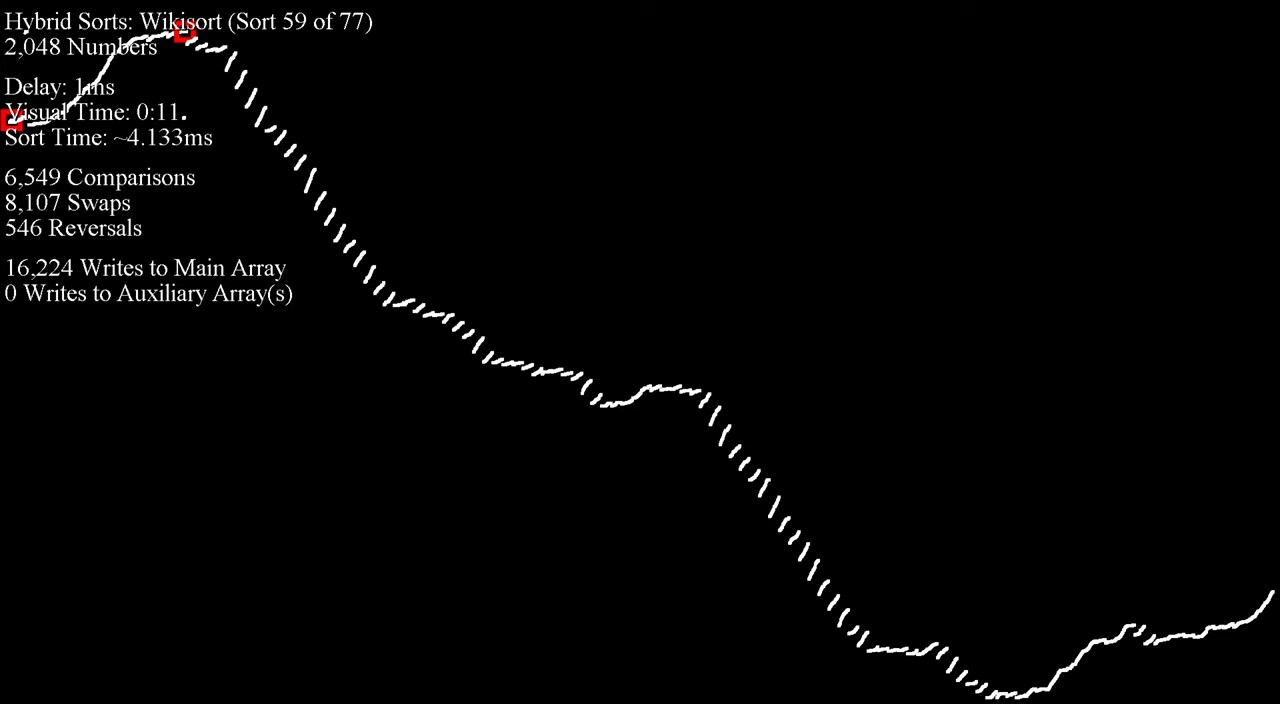 Hybrid Sorts: Wikisort (Sort 59 of 77)
2,048 Numbers
Delay: 1ms
Visual Time: 0:11.
Sort Time: ~4.133ms
6,549 Comparisons
8,107 Swaps
546 Reversals
16,224 Writes to Main Array
0 Writes to Auxiliary Array(s)